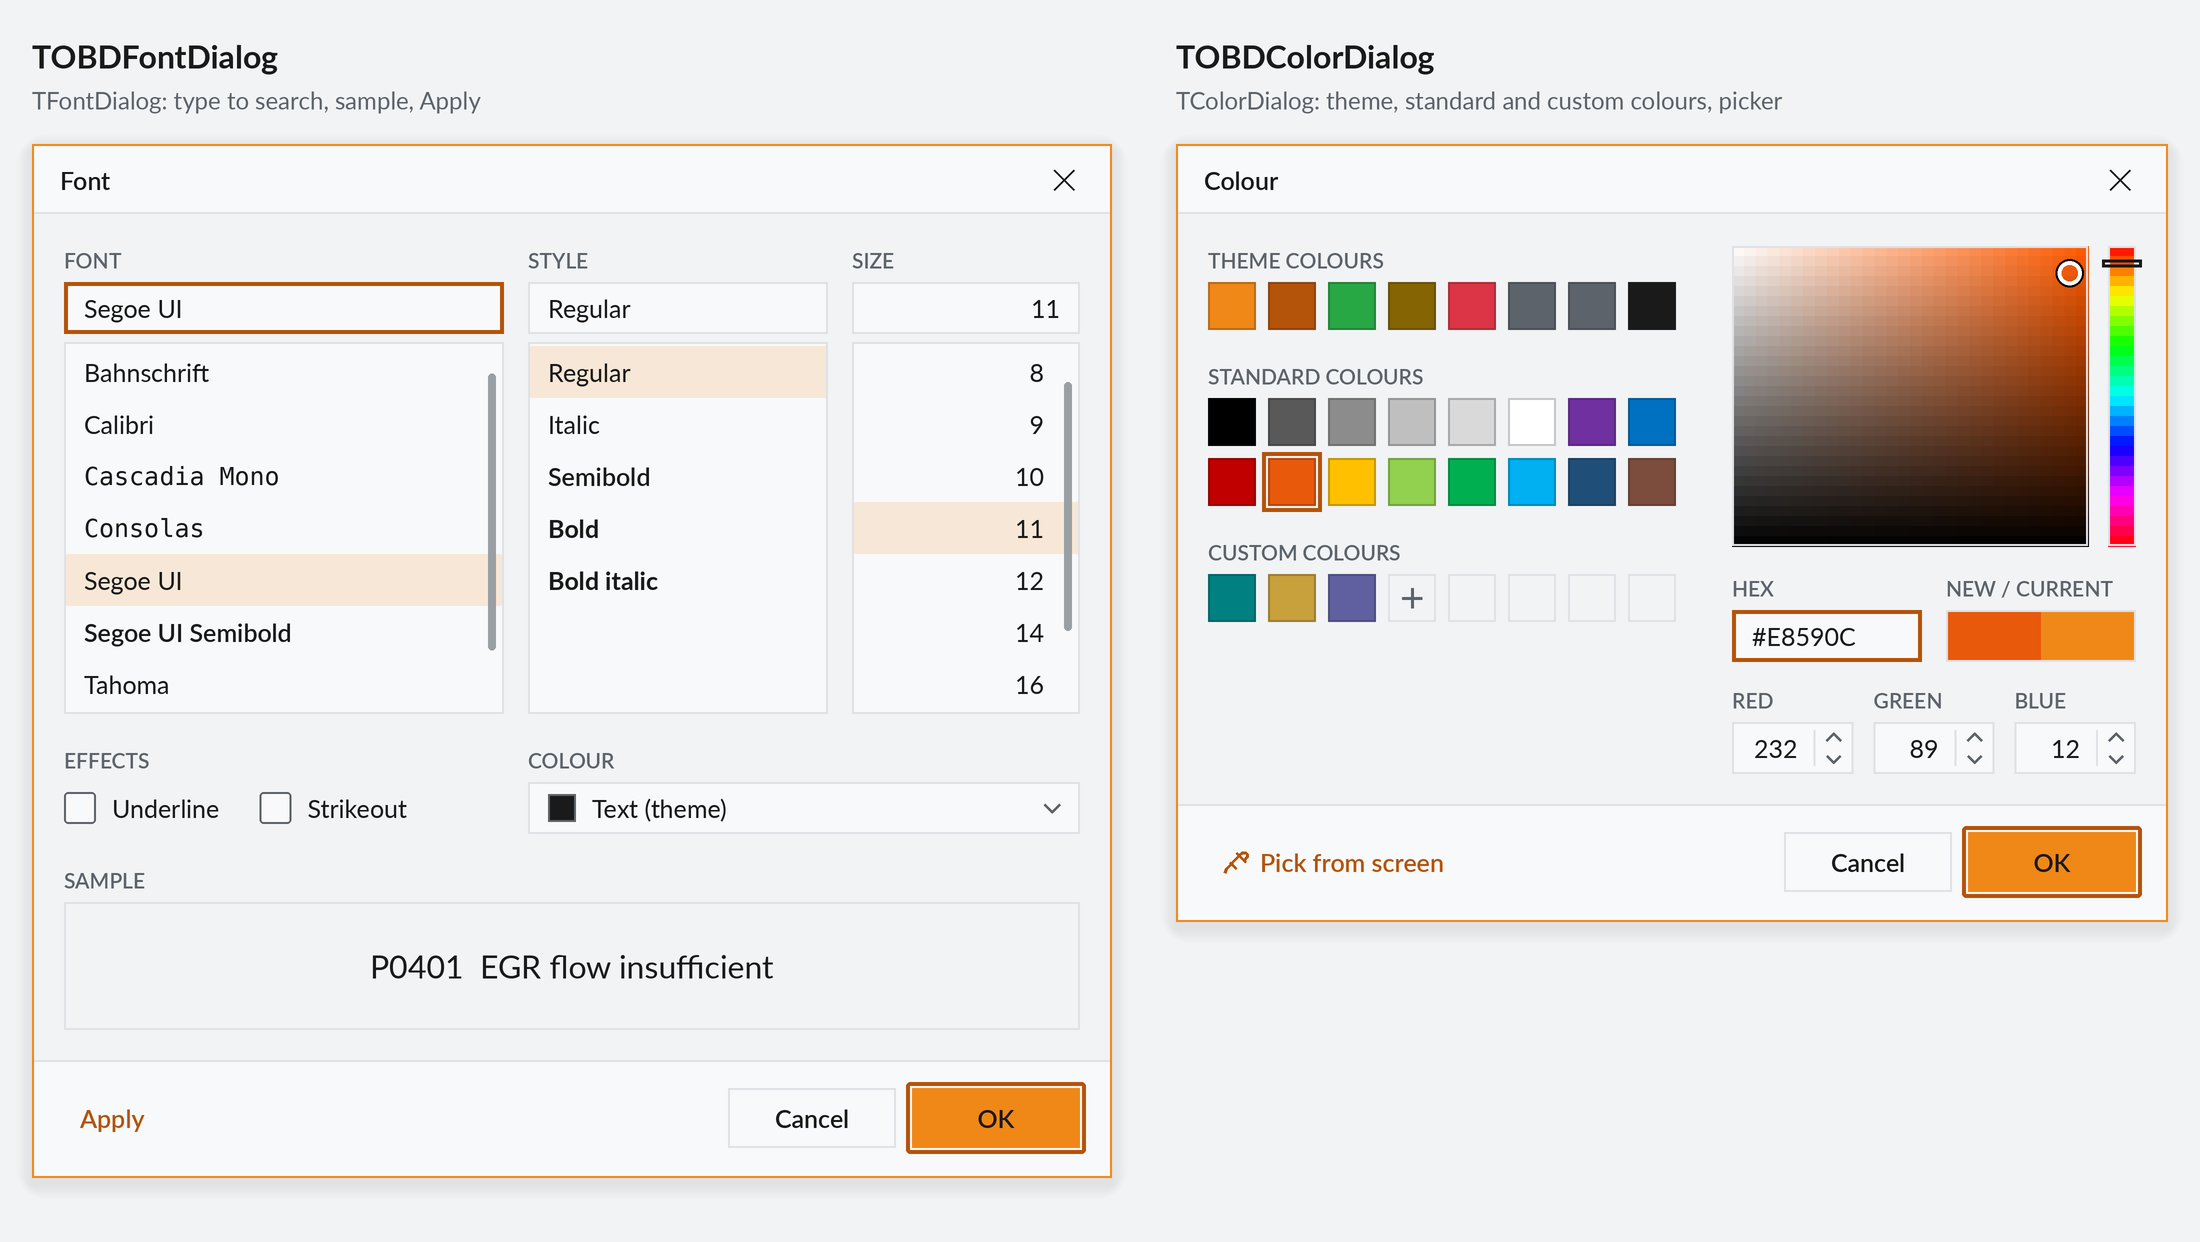 TOBDFontDialog
TFontDialog: type to search, sample, Apply
Font
FONT
STYLE
SIZE
Segoe UI
Regular
11
Bahnschrift
Calibri
Cascadia Mono
Consolas
Segoe UI
Segoe UI Semibold
Tahoma
Regular
Italic
Semibold
Bold
Bold italic
8
9
10
11
12
14
16
EFFECTS
Underline
Strikeout
COLOUR
Text (theme)
SAMPLE
P0401 EGR flow insufficient
Apply
Cancel
OK
TOBDColorDialog
TColorDialog: theme, standard and custom colours, picker
Colour
THEME COLOURS
STANDARD COLOURS
CUSTOM COLOURS
HEX
NEW / CURRENT
#E8590C
RED
GREEN
BLUE
232
89
12
Pick from screen
Cancel
OK